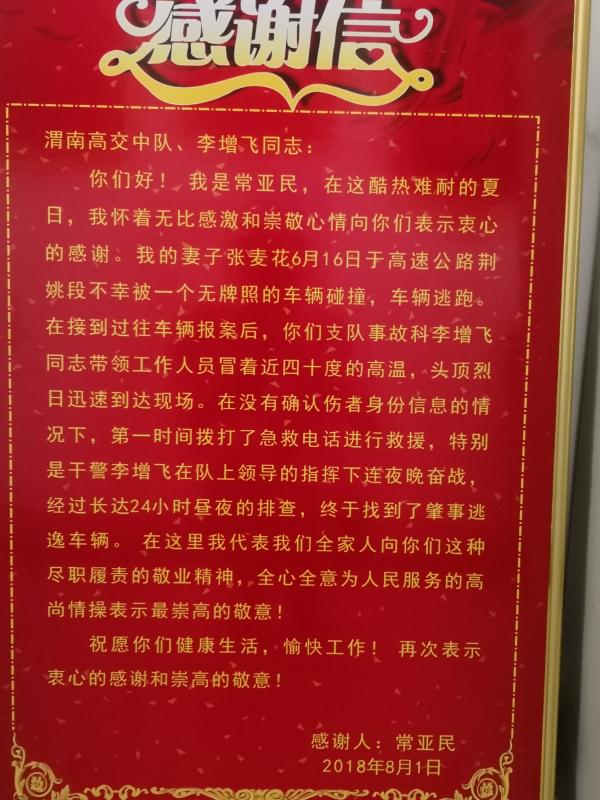 感谢信
渭南高交中队、李增飞同志：
你们好！ 我是常亚民，在这酷热难耐的夏
日，我怀着无比感激和崇敬心情向你们表示衷心
的感谢。我的妻子张麦花6月16日于高速公路荆
姚段不幸被一个无牌照的车辆碰撞，车辆逃跑。
在接到过往车辆报案后，你们支队事故科李增飞
同志带领工作人员冒着近四十度的高温，头顶烈
日迅速到达现场。在没有确认伤者身份信息的情
况下，第一时间拨打了急救电话进行救援，特别
是干警李增飞在队上领导的指挥下连夜晚奋战，
经过长达24小时昼夜的排查，终于找到了肇事逃
逸车辆。 在这里我代表我们全家人向你们这种
尽职履责的敬业精神，全心全意为人民服务的高
尚情操表示最崇高的敬意！
祝愿你们健康生活，愉快工作！ 再次表示
衷心的感谢和崇高的敬意！
感谢人：常亚民
2018年8月1日